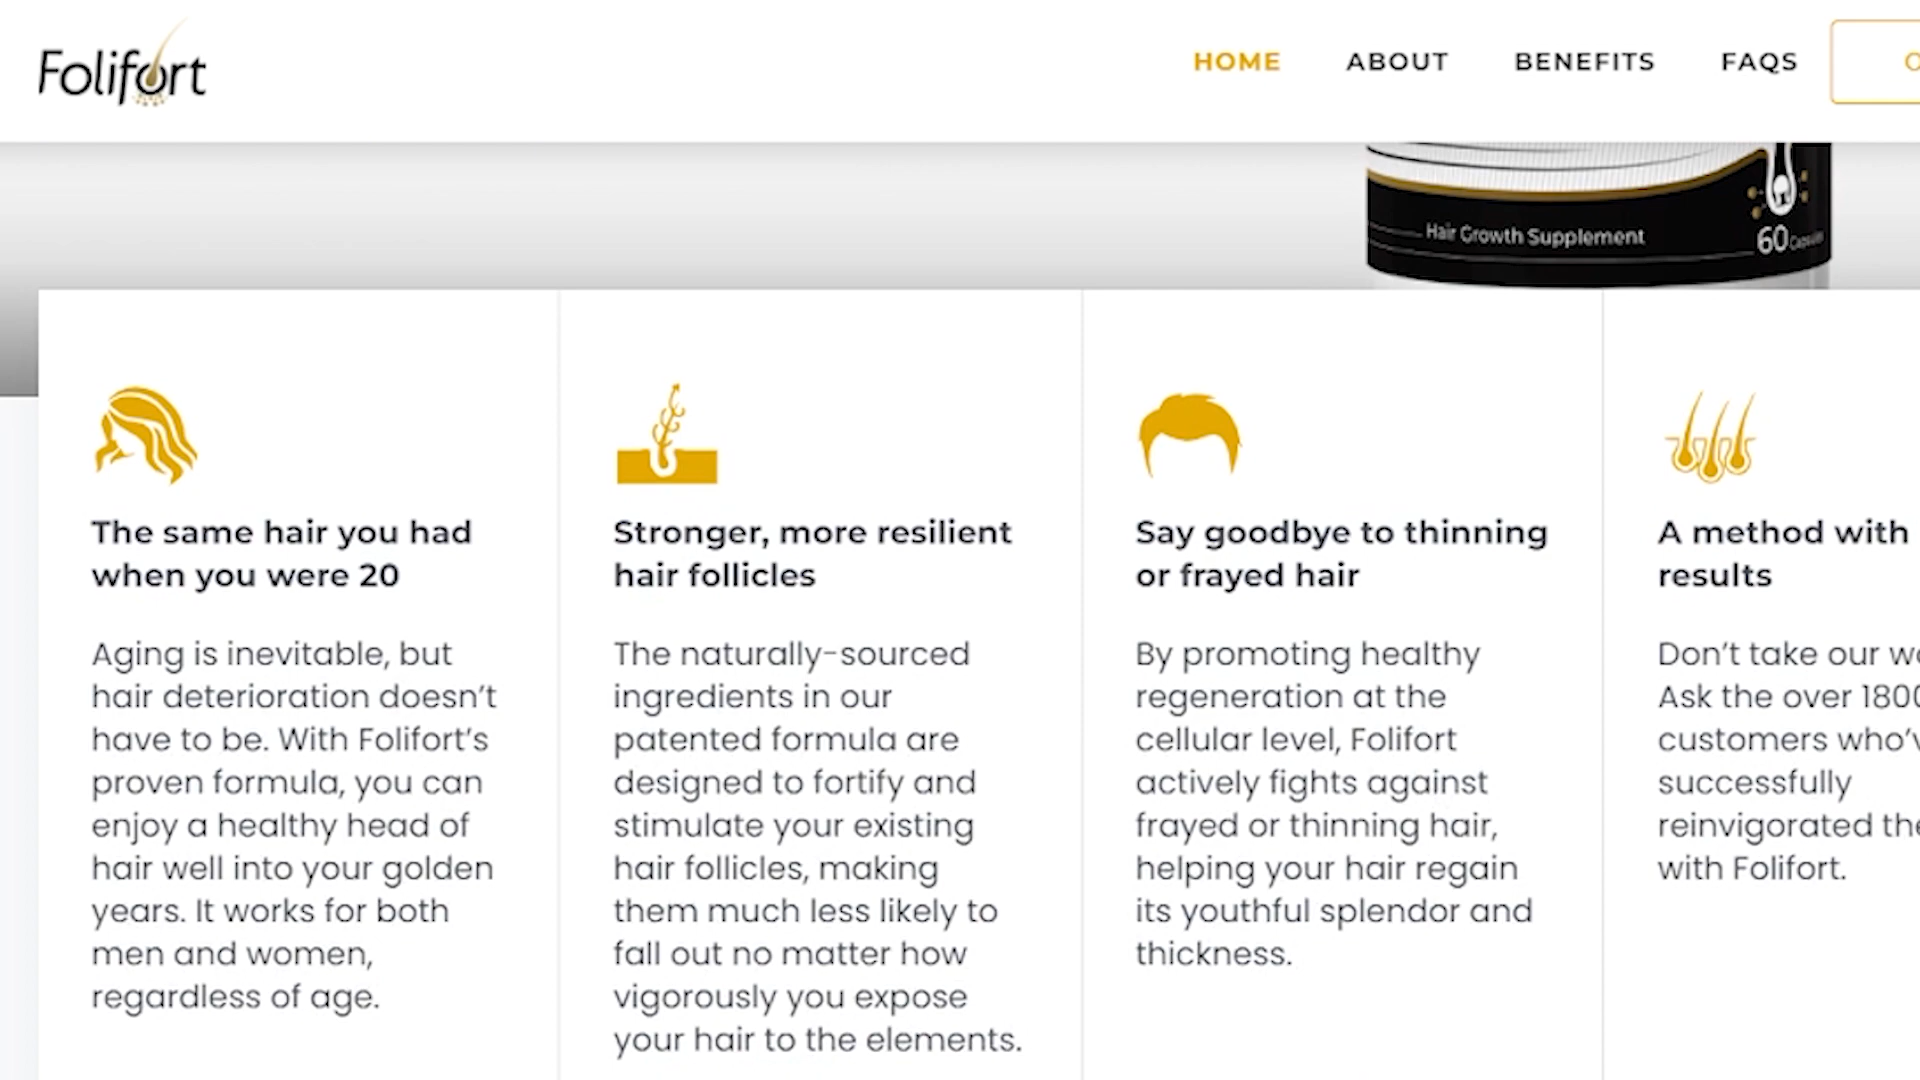 Folifort
HOME
ABOUT
BENEFITS
FAQS
Hair Growth Supplement
60
The same hair you had
when you were 20
Aging is inevitable, but
hair deterioration doesn’t
have to be. With Folifort’s
proven formula, you can
enjoy a healthy head of
hair well into your golden
years. It works for both
men and women,
regardless of age.
Stronger, more resilient
hair follicles
The naturally-sourced
ingredients in our
patented formula are
designed to fortify and
stimulate your existing
hair follicles, making
them much less likely to
fall out no matter how
vigorously you expose
your hair to the elements.
Say goodbye to thinning
or frayed hair
By promoting healthy
regeneration at the
cellular level, Folifort
actively fights against
frayed or thinning hair,
helping your hair regain
its youthful splendor and
thickness.
A method with
results
Don’t take our
Ask the over 1800
customers
successfully
reinvigorated
with Folifort.